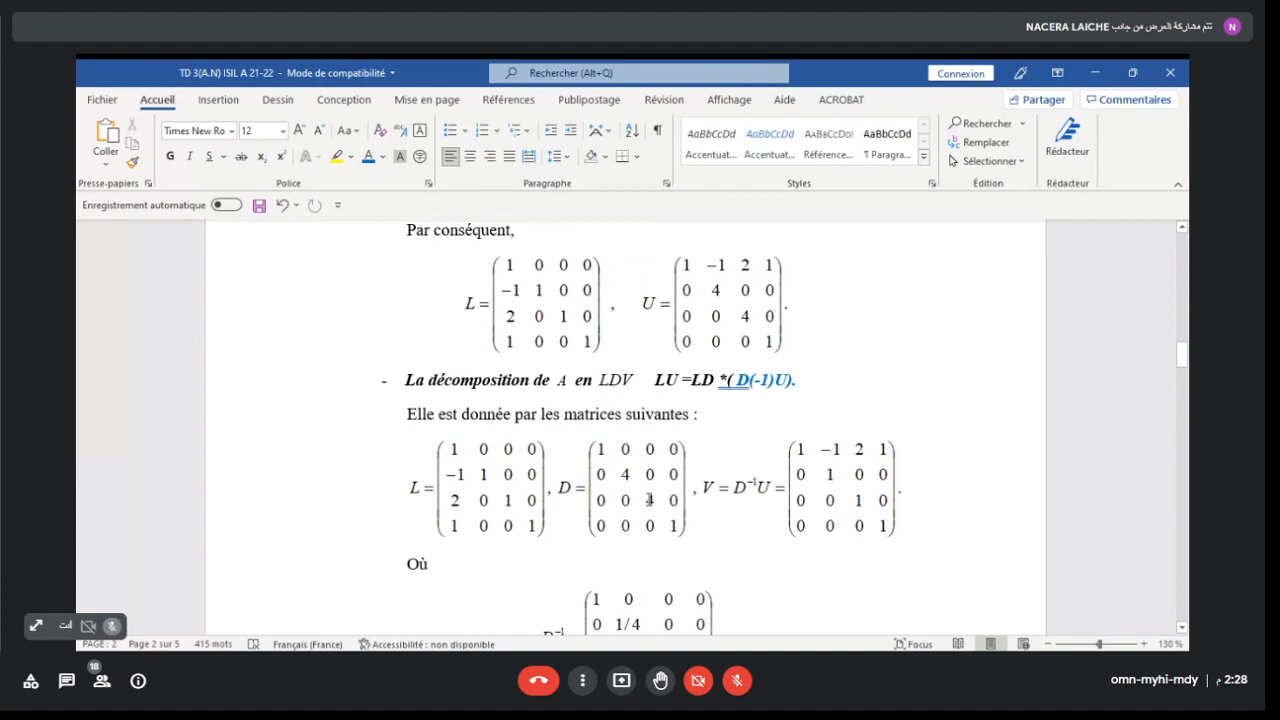 تتم مشاركة العرض من جانب NACERA LAICHE N
TD 3(A.N) ISIL A 21-22 - Mode de compatibilité
Rechercher (Alt+Q)
Connexion
Fichier Accueil Insertion Dessin Conception Mise en page Références Publipostage Révision Affichage Aide ACROBAT Partager Commentaires
Times New Ro 12
Coller
G I S ab x₂ x²
AaBbCcDd AaBbCcDd AaBbCcDd AaBbCcDd
Accentuat... Accentuat... Référence... ¶ Paragra...
Rechercher
Remplacer
Sélectionner
Rédacteur
Presse-papiers Police Paragraphe Styles Édition Rédacteur
Enregistrement automatique
Par conséquent,
L = (1 0 0 0
−1 1 0 0
2 0 1 0
1 0 0 1) , U = (1 −1 2 1
0 4 0 0
0 0 4 0
0 0 0 1).
- La décomposition de A en LDV LU =LD *( D(-1)U).
Elle est donnée par les matrices suivantes :
L = (1 0 0 0
−1 1 0 0
2 0 1 0
1 0 0 1) , D = (1 0 0 0
0 4 0 0
0 0 4 0
0 0 0 1) , V = D⁻¹U = (1 −1 2 1
0 1 0 0
0 0 1 0
0 0 0 1).
Où
(1 0 0 0
0 1/4 0 0
D⁻¹
انت
PAGE : 2 Page 2 sur 5 415 mots Français (France) Accessibilité : non disponible Focus 130 %
18
omn-myhi-mdy | 2:28 م